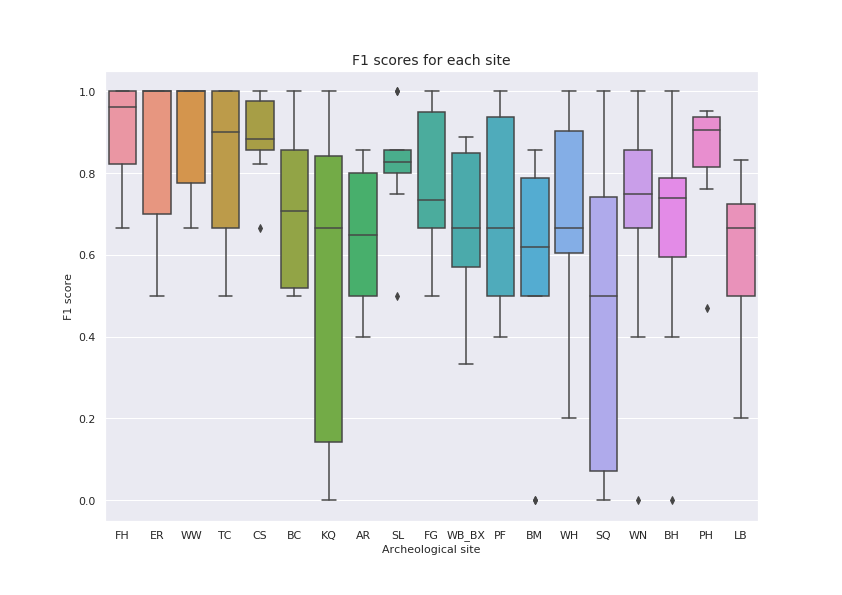 F1 scores for each site
1.0
0.8
0.6
0.4
0.2
0.0
F1 score
FH ER WW TC CS BC KQ AR SL FG WB_BX PF BM WH SQ WN BH PH LB
Archeological site